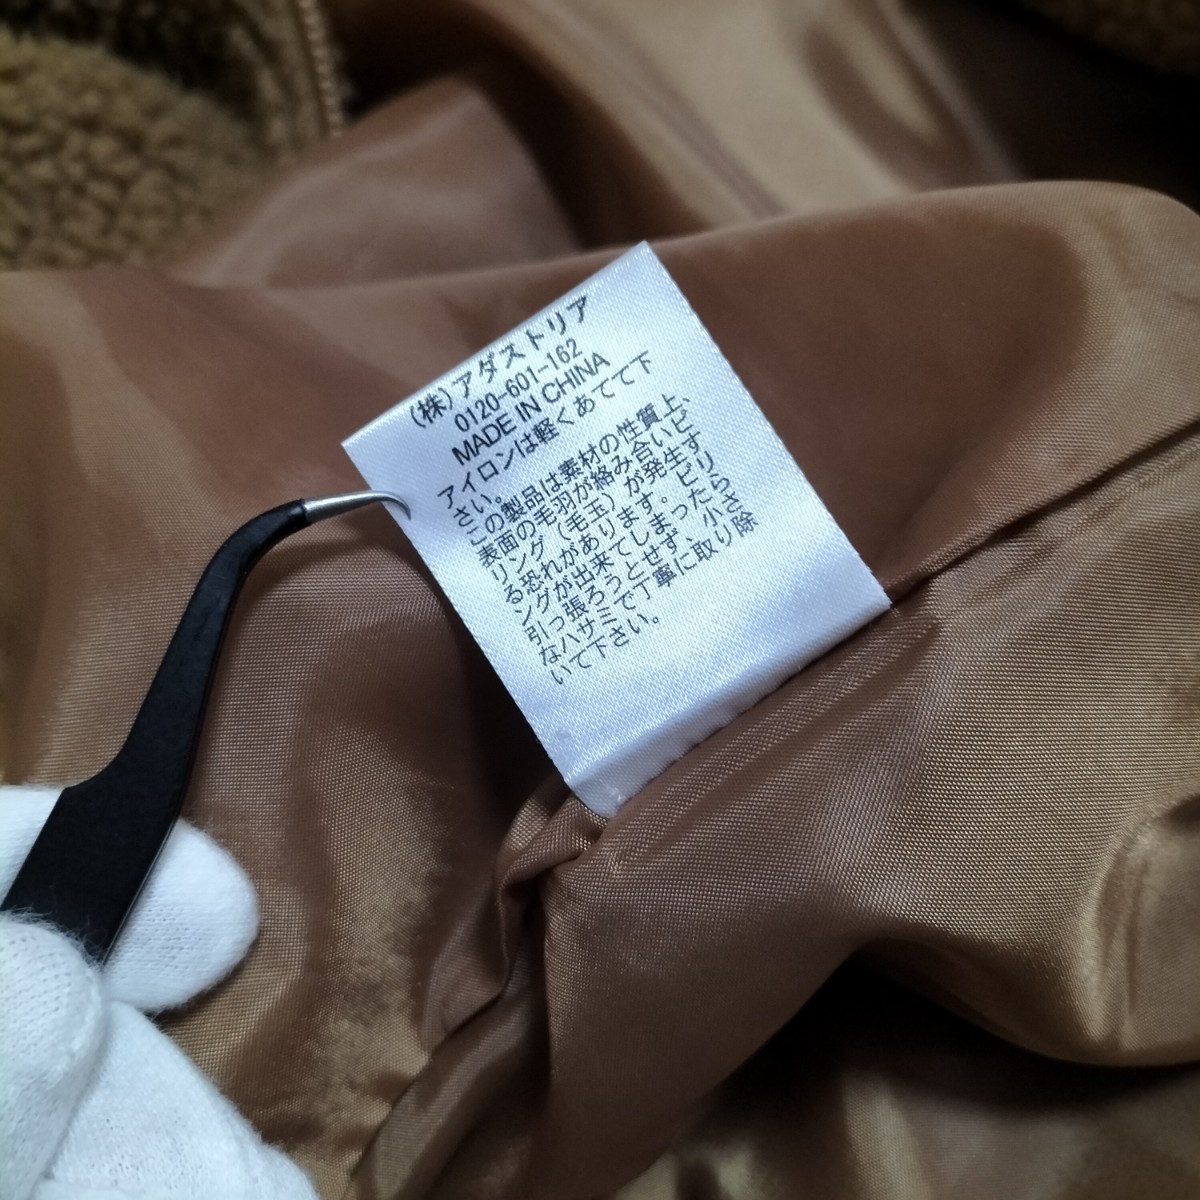 (株)アダストリア
0120-601-162
MADE IN CHINA
アイロンは軽くあてて下
さい。
この製品は素材の性質上、
表面の毛羽が絡み合いピ
リング(毛玉)が発生す
る恐れがあります。ピリ
ングが出来てしまったら
引っ張ろうとせず、小さ
なハサミで丁寧に取り除
いて下さい。